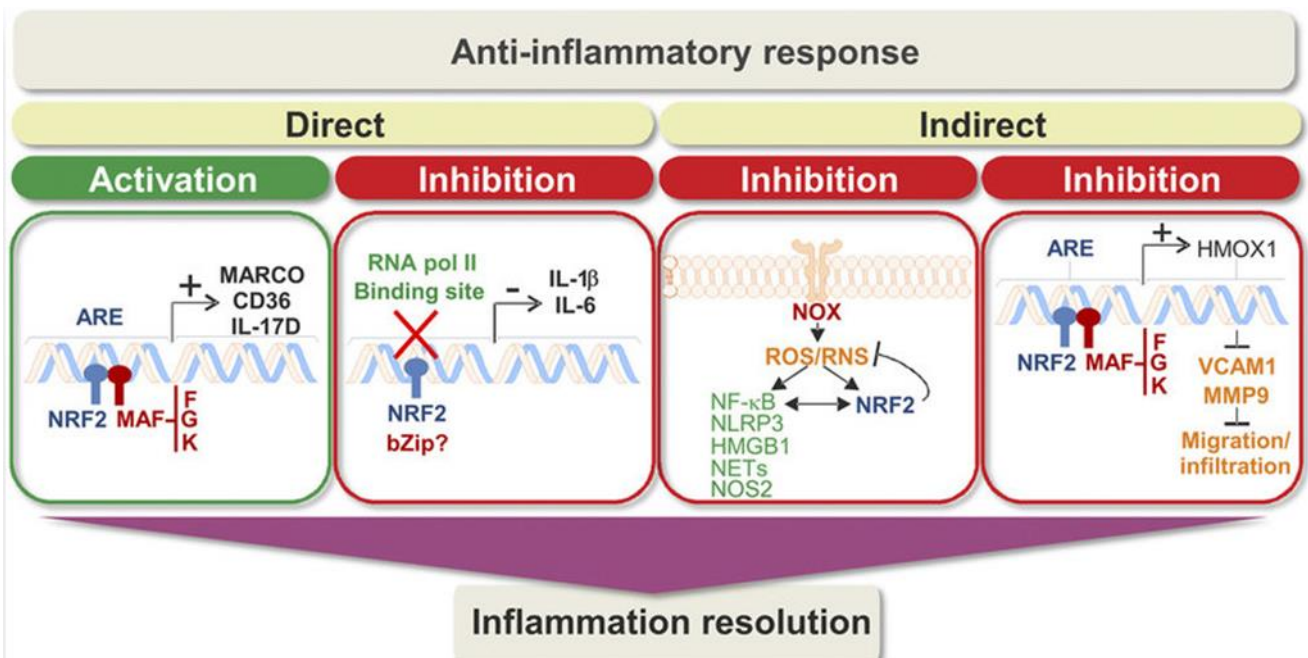 Anti-inflammatory response
Direct
Indirect
Activation
Inhibition
Inhibition
Inhibition
ARE
+
MARCO
CD36
IL-17D
NRF2 MAF
F
G
K
RNA pol II
Binding site
-
IL-1β
IL-6
NRF2
bZip?
NOX
ROS/RNS
NF-κB
NRF2
NLRP3
HMGB1
NETs
NOS2
ARE
+
HMOX1
NRF2 MAF
F
G
K
VCAM1
MMP9
Migration/
infiltration
Inflammation resolution